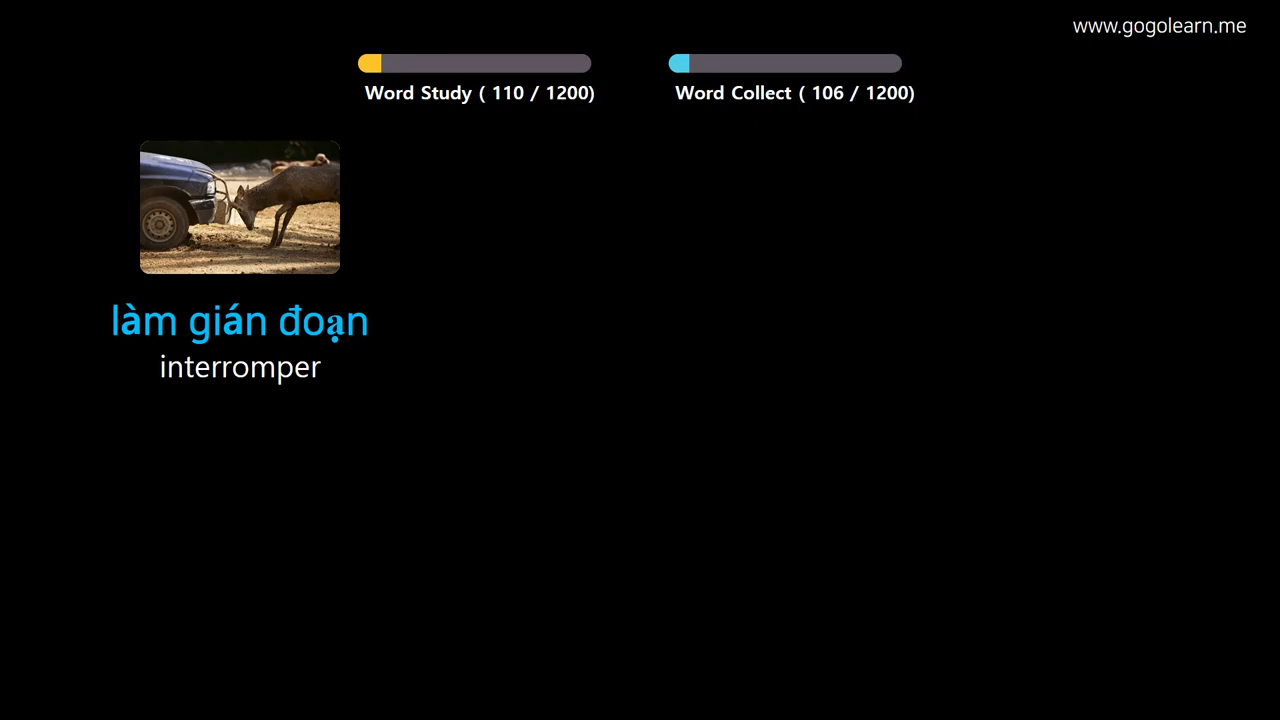 www.gogolearn.me
Word Study ( 110 / 1200)
Word Collect ( 106 / 1200)
làm gián đoạn
interromper